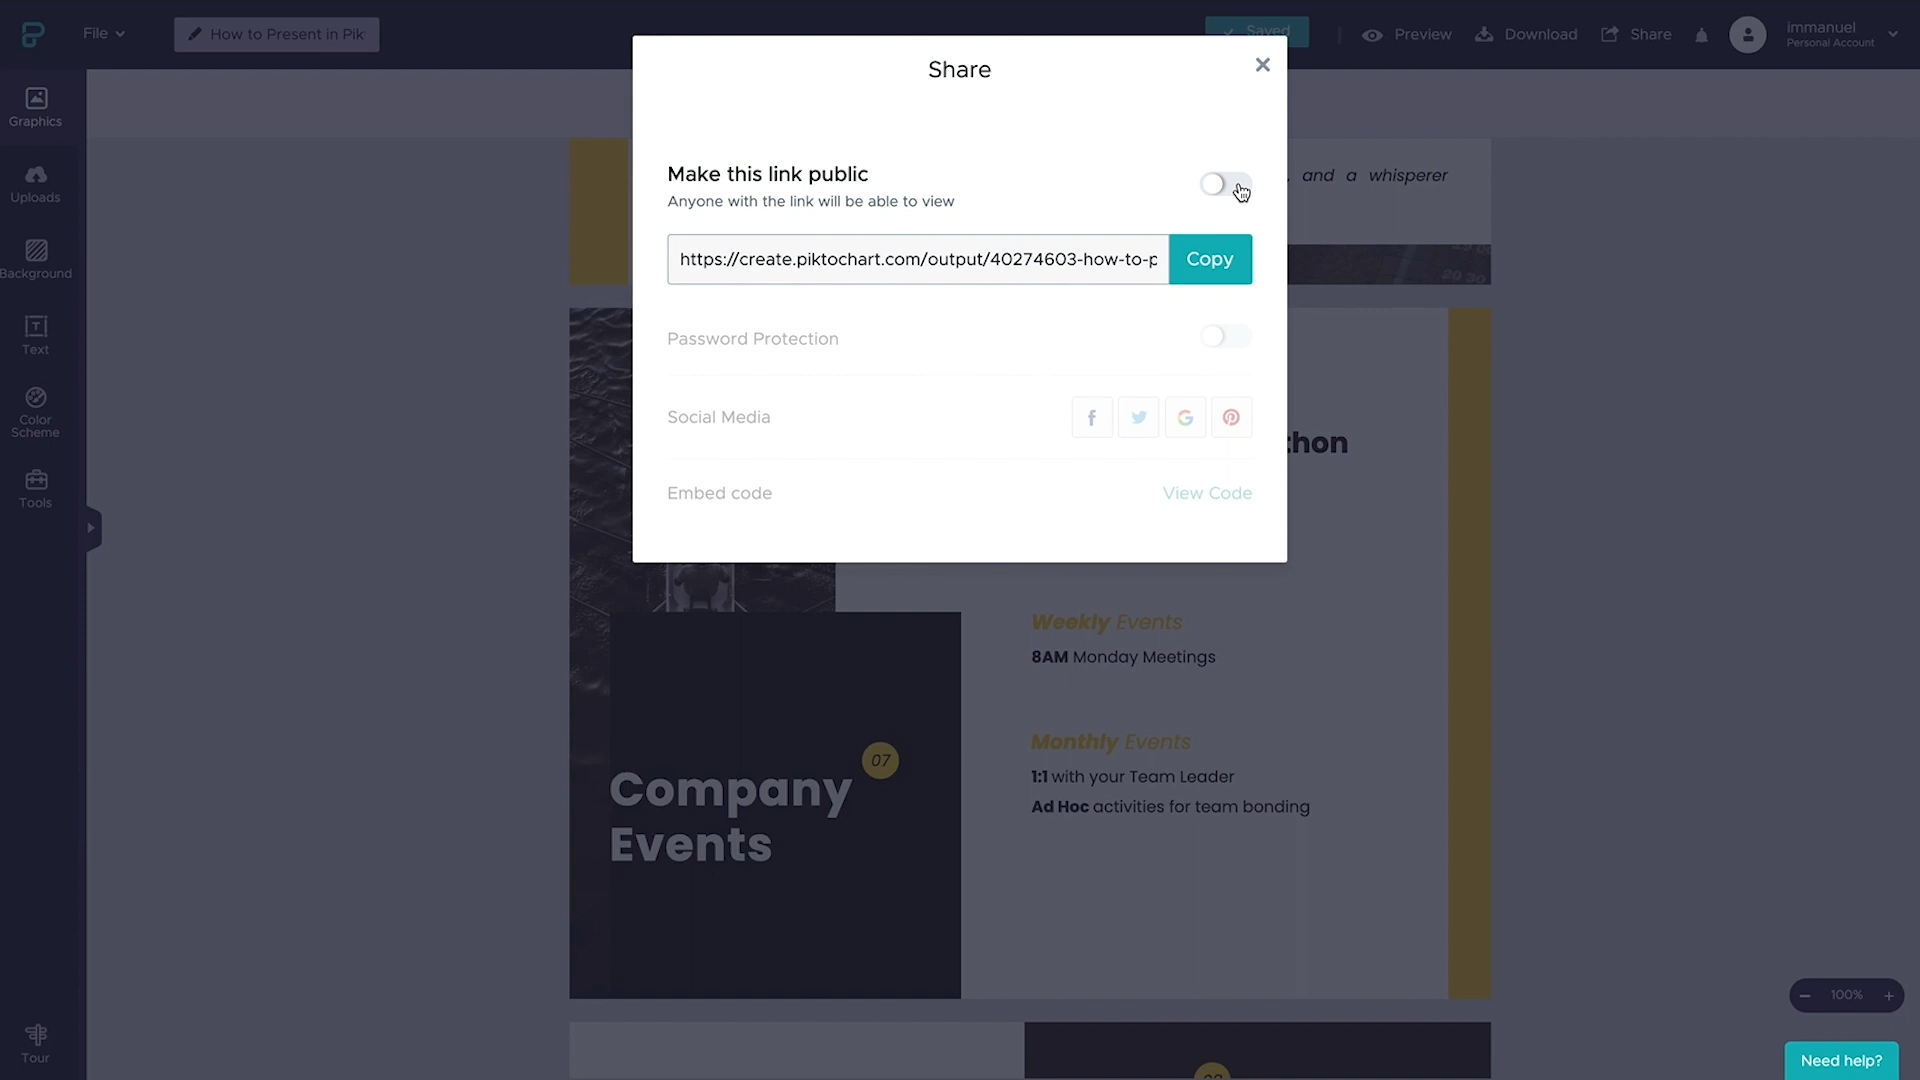 File
How to Present in Pik
Saved
Preview
Download
Share
immanuel
Personal Account
Graphics
Uploads
Background
Text
Color
Scheme
Tools
Tour
Share
Make this link public
Anyone with the link will be able to view
https://create.piktochart.com/output/40274603-how-to-p
Copy
Password Protection
Social Media
Embed code
View Code
and a whisperer
20 30
thon
Weekly Events
8AM Monday Meetings
Monthly Events
1:1 with your Team Leader
Ad Hoc activities for team bonding
07
Company
Events
100%
Need help?